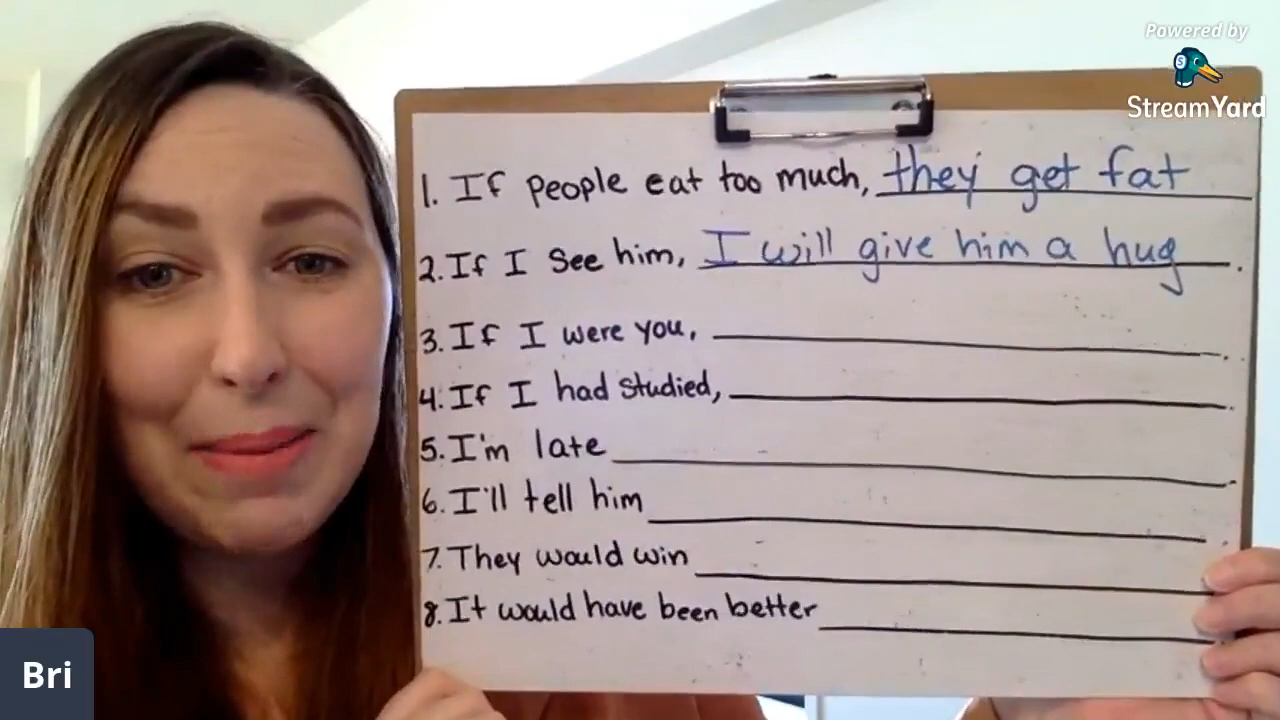 Powered by
StreamYard
1. If people eat too much, they get fat
2. If I see him, I will give him a hug.
3. If I were you, .
4. If I had studied, .
5. I'm late .
6. I'll tell him .
7. They would win
8. It would have been better
Bri